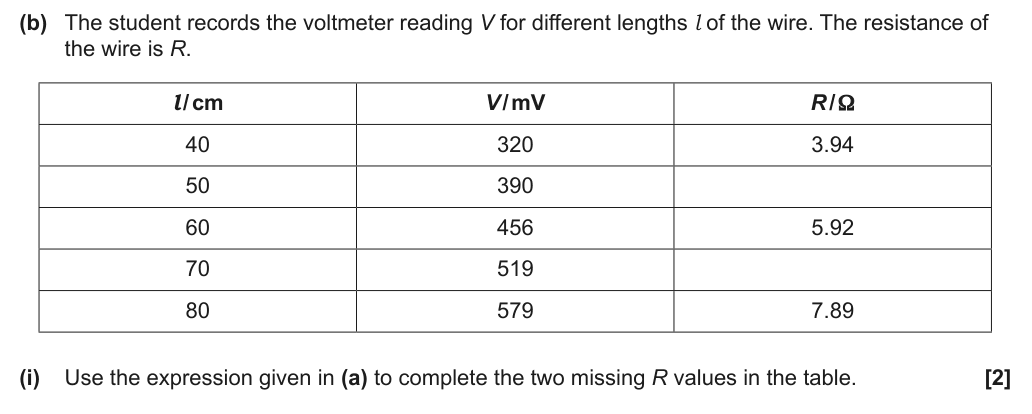 (b) The student records the voltmeter reading V for different lengths l of the wire. The resistance of
the wire is R.
l/cm V/mV R/Ω
40 320 3.94
50 390
60 456 5.92
70 519
80 579 7.89
(i) Use the expression given in (a) to complete the two missing R values in the table. [2]